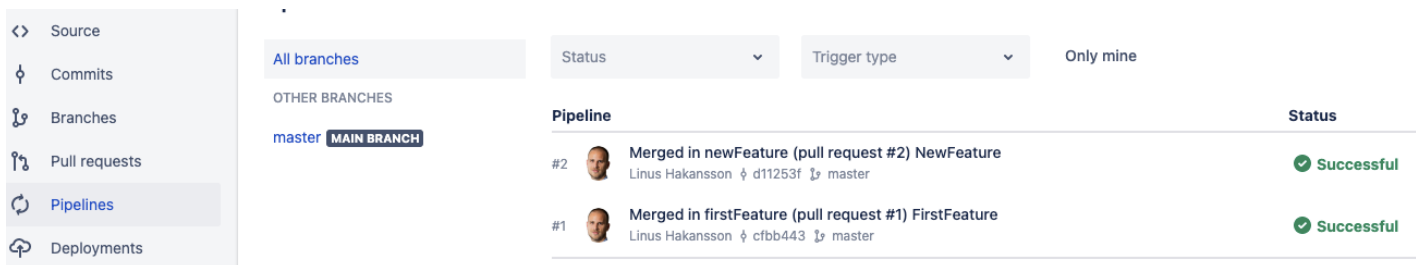 Source
Commits
Branches
Pull requests
Pipelines
Deployments
All branches
OTHER BRANCHES
master MAIN BRANCH
Status
Trigger type
Only mine
Pipeline
Status
#2
Merged in newFeature (pull request #2) NewFeature
Linus Hakansson d11253f master
Successful
#1
Merged in firstFeature (pull request #1) FirstFeature
Linus Hakansson cfbb443 master
Successful